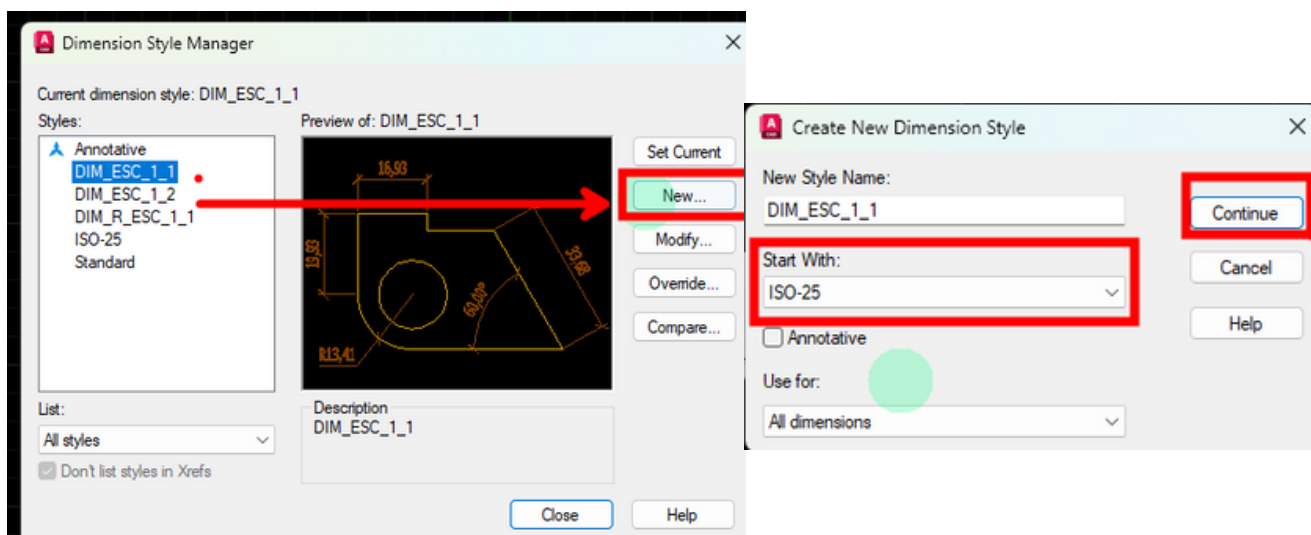 Dimension Style Manager
Current dimension style: DIM_ESC_1_1
Styles:
Annotative
DIM_ESC_1_1
DIM_ESC_1_2
DIM_R_ESC_1_1
ISO-25
Standard
List:
All styles
Don't list styles in Xrefs
Preview of: DIM_ESC_1_1
16,93
19,93
33,68
60,00°
R13,41
Description
DIM_ESC_1_1
Set Current
New...
Modify...
Override...
Compare...
Close
Help
Create New Dimension Style
New Style Name:
DIM_ESC_1_1
Continue
Start With:
ISO-25
Cancel
Annotative
Help
Use for:
All dimensions